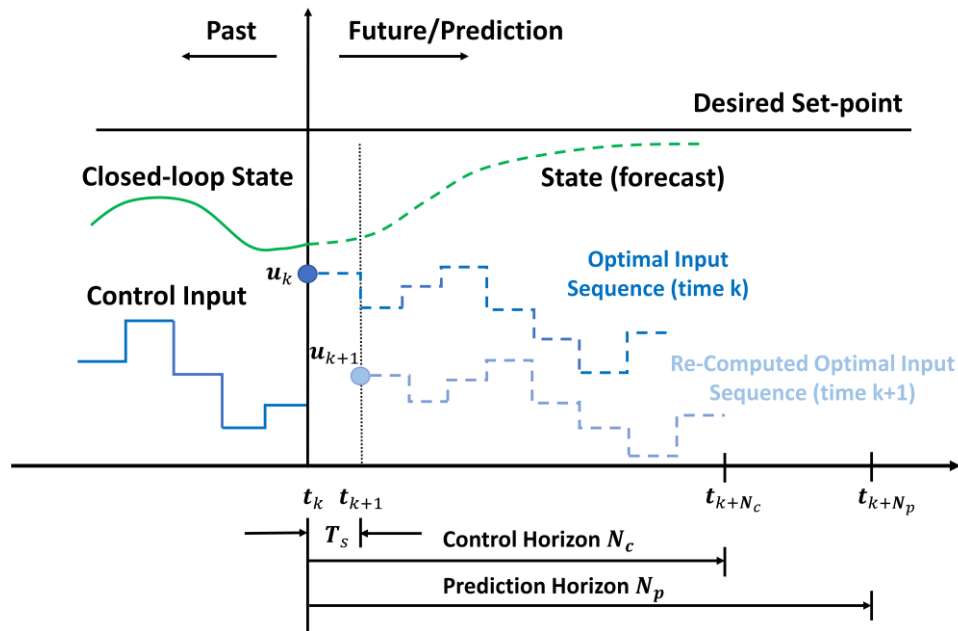 Past
Future/Prediction
Desired Set-point
Closed-loop State
State (forecast)
u_k
Optimal Input
Sequence (time k)
Control Input
u_{k+1}
Re-Computed Optimal Input
Sequence (time k+1)
t_k
t_{k+1}
t_{k+N_c}
t_{k+N_p}
T_s
Control Horizon N_c
Prediction Horizon N_p